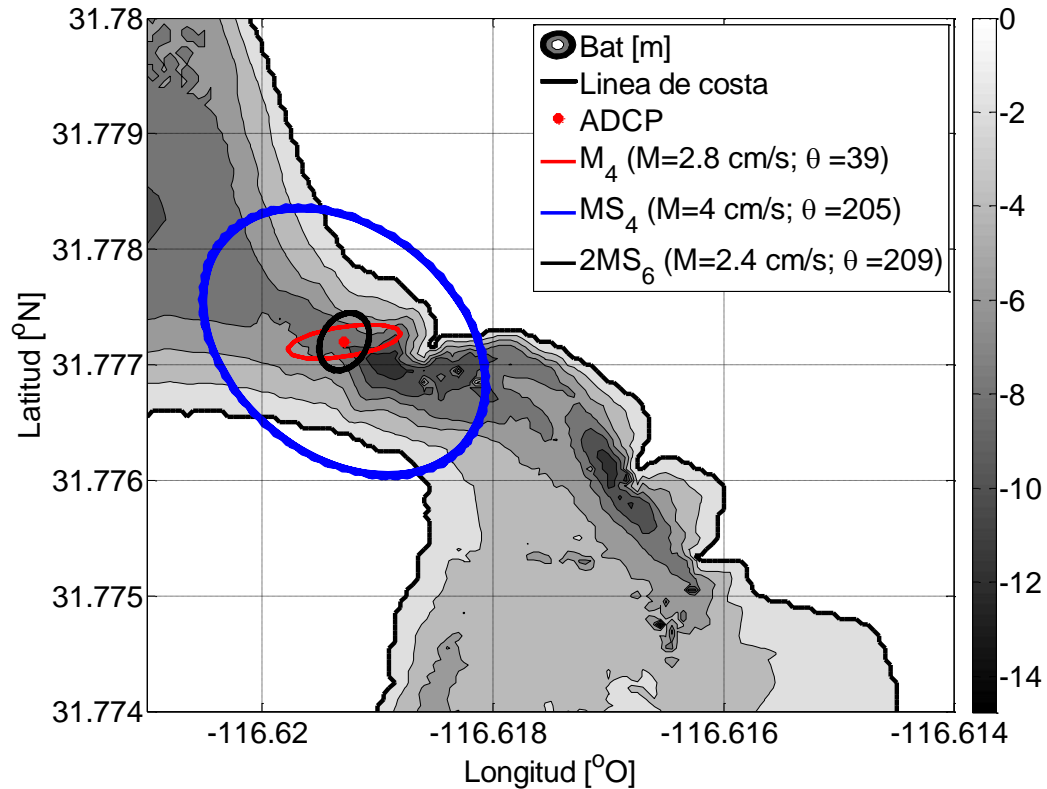 31.78
31.779
31.778
31.777
31.776
31.775
31.774
Latitud [°N]
-116.62
-116.618
-116.616
-116.614
Longitud [°O]
Bat [m]
Linea de costa
ADCP
M4 (M=2.8 cm/s; θ =39)
MS4 (M=4 cm/s; θ =205)
2MS6 (M=2.4 cm/s; θ =209)
0
-2
-4
-6
-8
-10
-12
-14